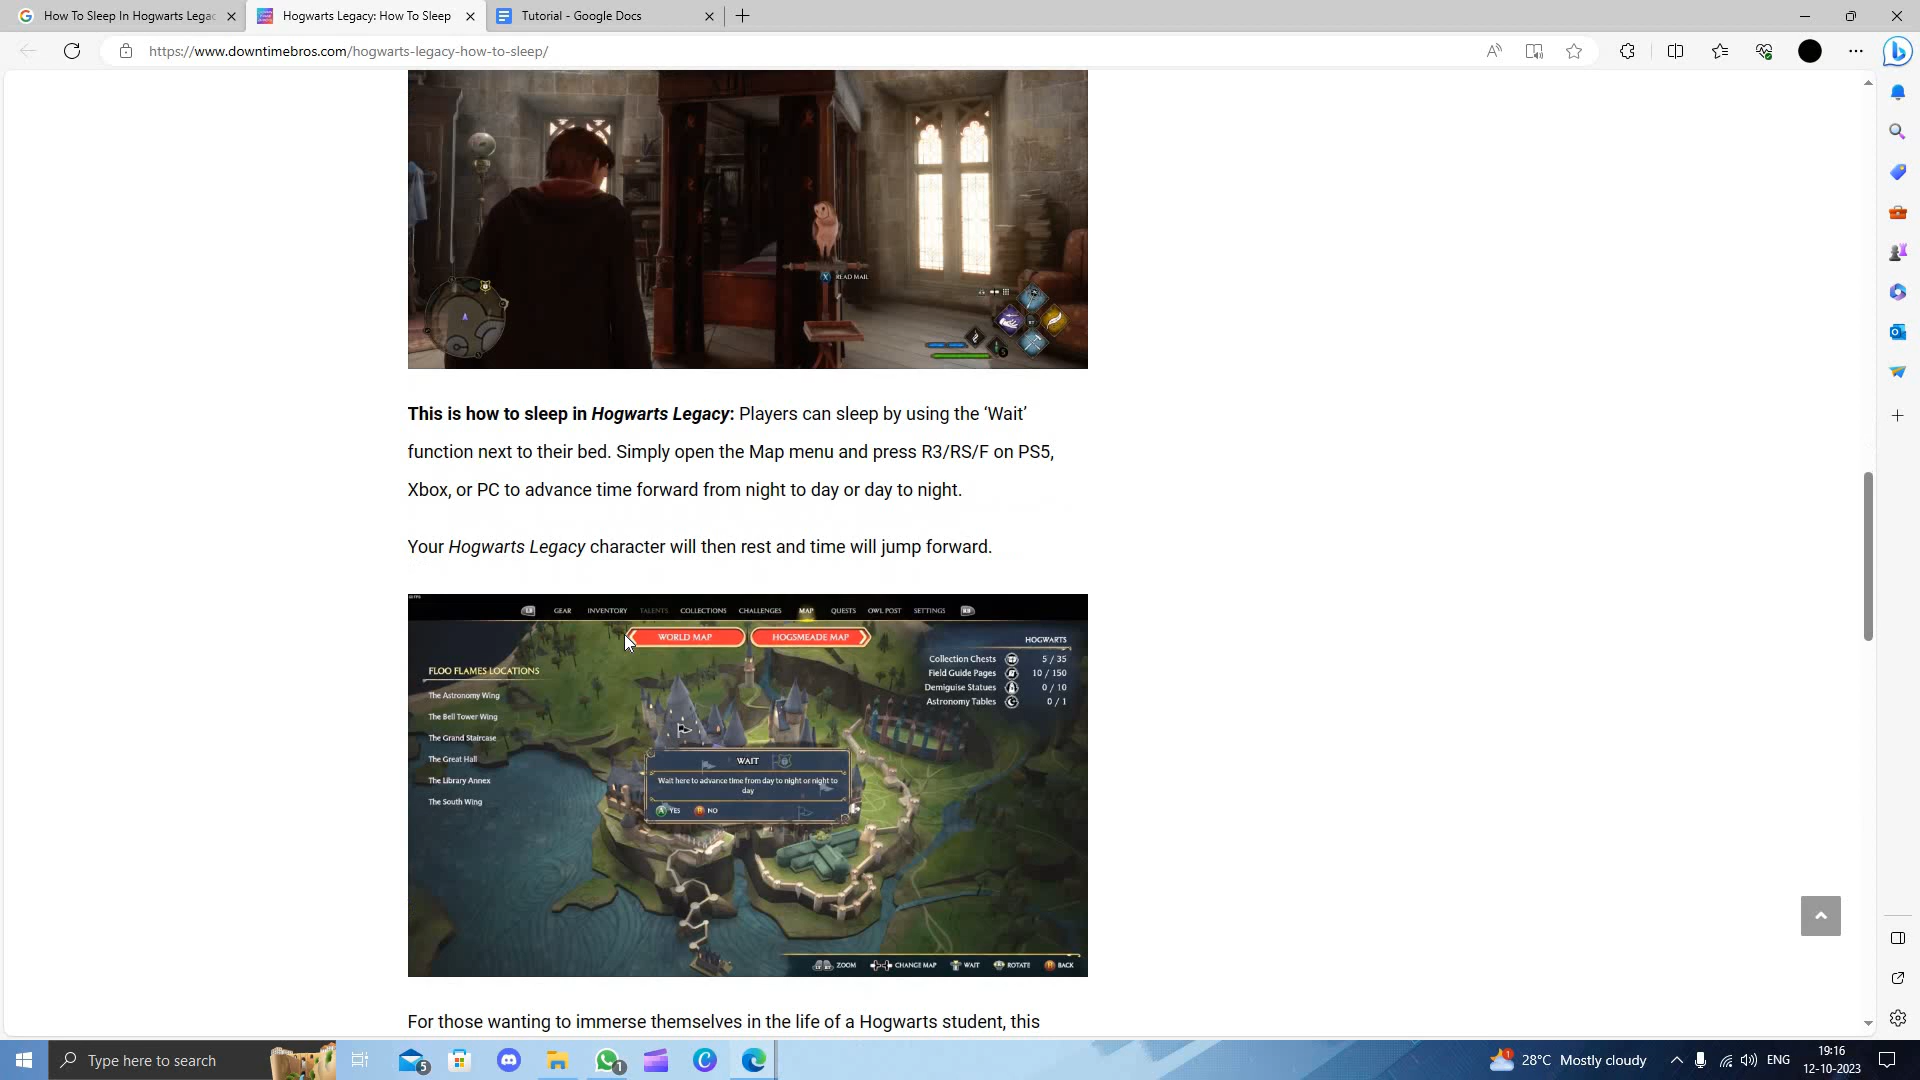 How To Sleep In Hogwarts Legac
Hogwarts Legacy: How To Sleep
Tutorial - Google Docs
https://www.downtimebros.com/hogwarts-legacy-how-to-sleep/
X READ MAIL
This is how to sleep in Hogwarts Legacy: Players can sleep by using the ‘Wait’
function next to their bed. Simply open the Map menu and press R3/RS/F on PS5,
Xbox, or PC to advance time forward from night to day or day to night.
Your Hogwarts Legacy character will then rest and time will jump forward.
LB GEAR INVENTORY TALENTS COLLECTIONS CHALLENGES MAP QUESTS OWL POST SETTINGS RB
WORLD MAP
HOGSMEADE MAP
HOGWARTS
Collection Chests 5 / 35
Field Guide Pages 10 / 150
Demiguise Statues 0 / 10
Astronomy Tables 0 / 1
FLOO FLAMES LOCATIONS
The Astronomy Wing
The Bell Tower Wing
The Grand Staircase
The Great Hall
The Library Annex
The South Wing
WAIT
Wait here to advance time from day to night or night to
day
A YES B NO
ZOOM CHANGE MAP WAIT ROTATE B BACK
For those wanting to immerse themselves in the life of a Hogwarts student, this
Type here to search
5
1
1
28°C Mostly cloudy
ENG
19:16
12-10-2023